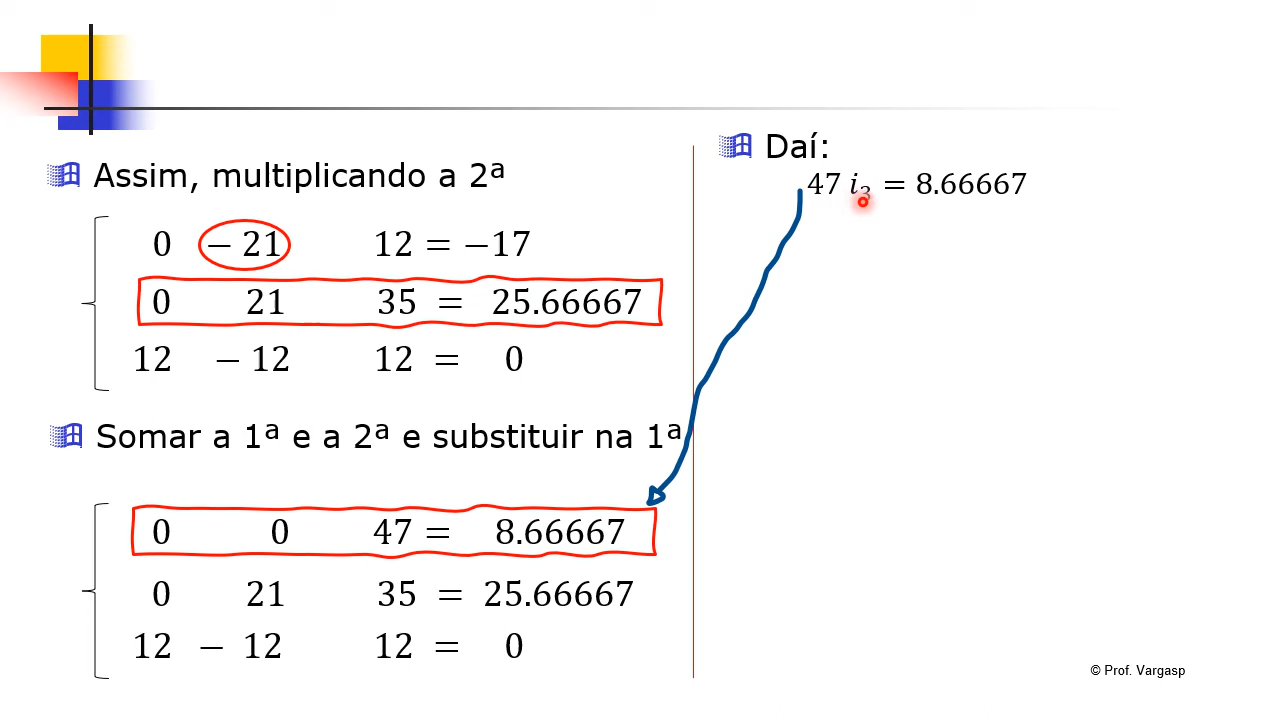 Assim, multiplicando a 2ª
0 − 21 12 = −17
0 21 35 = 25.66667
12 − 12 12 = 0
Somar a 1ª e a 2ª e substituir na 1ª
0 0 47 = 8.66667
0 21 35 = 25.66667
12 − 12 12 = 0
Daí:
47 i₃ = 8.66667
© Prof. Vargasp